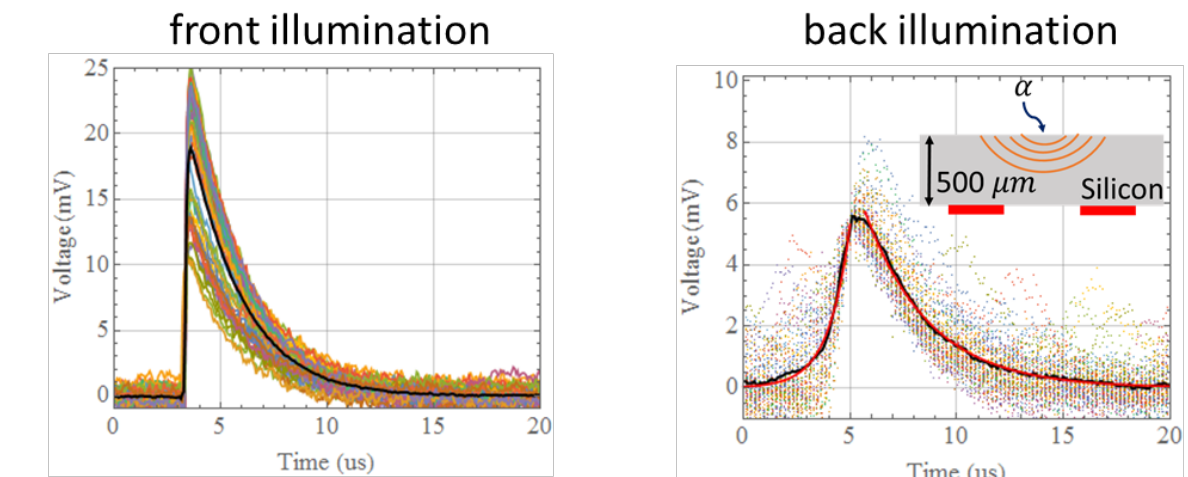 front illumination
back illumination
25
20
15
10
5
0
Voltage (mV)
0 5 10 15 20
Time (us)
10
8
6
4
2
0
Voltage (mV)
α
500 μm
Silicon
0 5 10 15 20
Time (us)